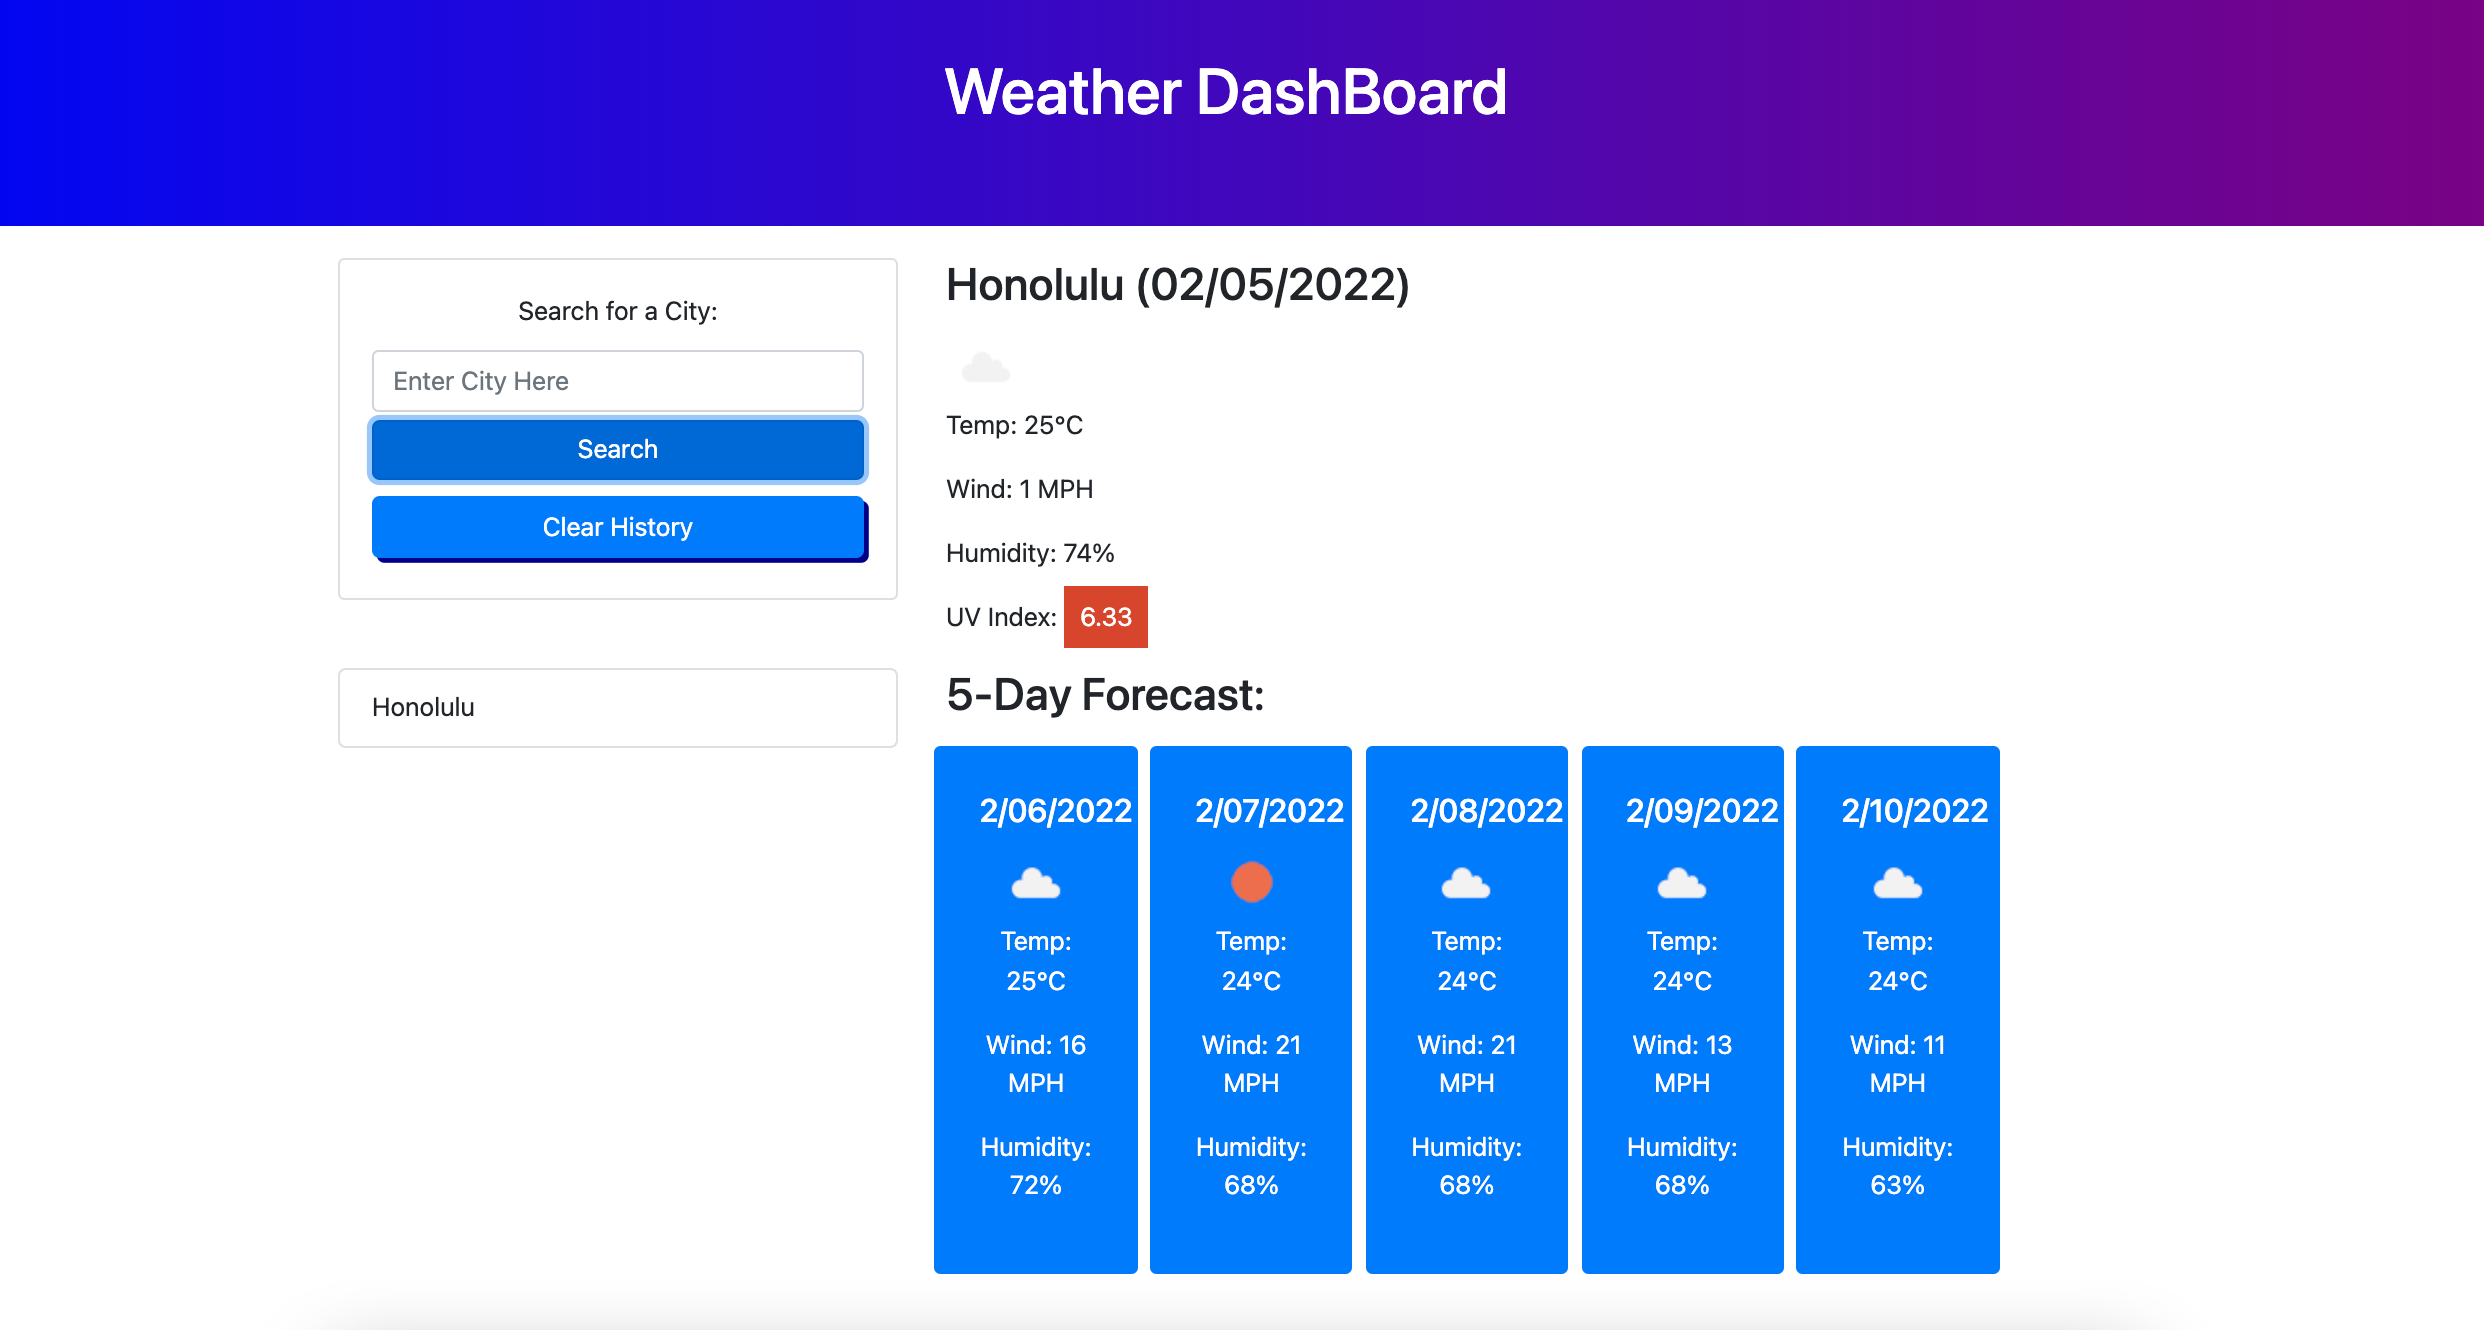 Weather DashBoard
Search for a City:
Enter City Here
Search
Clear History
Honolulu
Honolulu (02/05/2022)
Temp: 25°C
Wind: 1 MPH
Humidity: 74%
UV Index: 6.33
5-Day Forecast:
2/06/2022
Temp:
25°C
Wind: 16
MPH
Humidity:
72%
2/07/2022
Temp:
24°C
Wind: 21
MPH
Humidity:
68%
2/08/2022
Temp:
24°C
Wind: 21
MPH
Humidity:
68%
2/09/2022
Temp:
24°C
Wind: 13
MPH
Humidity:
68%
2/10/2022
Temp:
24°C
Wind: 11
MPH
Humidity:
63%